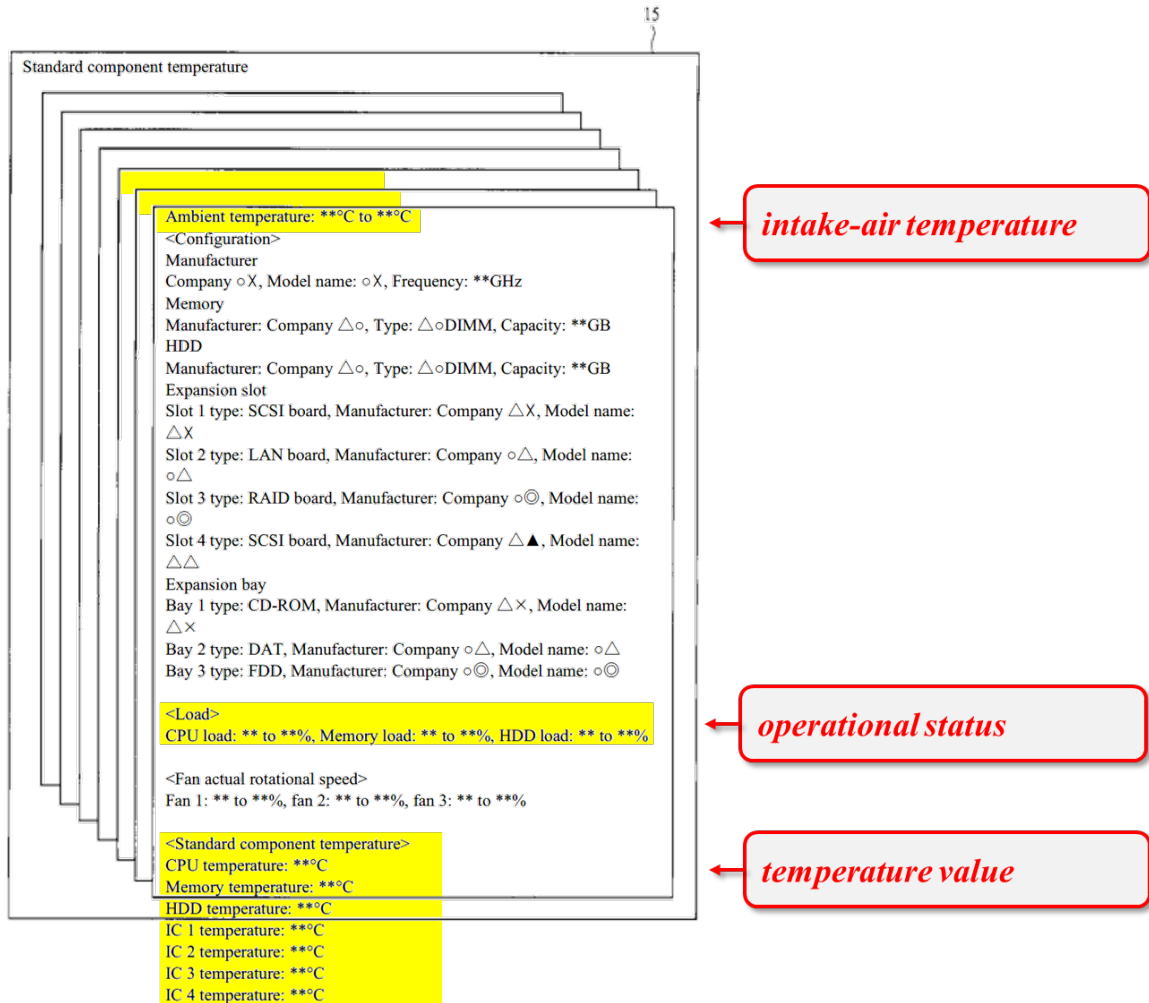 15
Standard component temperature
Ambient temperature: **°C to **°C
intake-air temperature
<Configuration>
Manufacturer
Company ○X, Model name: ○X, Frequency: **GHz
Memory
Manufacturer: Company △○, Type: △○DIMM, Capacity: **GB
HDD
Manufacturer: Company △○, Type: △○DIMM, Capacity: **GB
Expansion slot
Slot 1 type: SCSI board, Manufacturer: Company △X, Model name:
△X
Slot 2 type: LAN board, Manufacturer: Company ○△, Model name:
○△
Slot 3 type: RAID board, Manufacturer: Company ○◎, Model name:
○◎
Slot 4 type: SCSI board, Manufacturer: Company △▲, Model name:
△△
Expansion bay
Bay 1 type: CD-ROM, Manufacturer: Company △×, Model name:
△×
Bay 2 type: DAT, Manufacturer: Company ○△, Model name: ○△
Bay 3 type: FDD, Manufacturer: Company ○◎, Model name: ○◎
<Load>
CPU load: ** to **%, Memory load: ** to **%, HDD load: ** to **%
operational status
<Fan actual rotational speed>
Fan 1: ** to **%, fan 2: ** to **%, fan 3: ** to **%
<Standard component temperature>
CPU temperature: **°C
temperature value
Memory temperature: **°C
HDD temperature: **°C
IC 1 temperature: **°C
IC 2 temperature: **°C
IC 3 temperature: **°C
IC 4 temperature: **°C